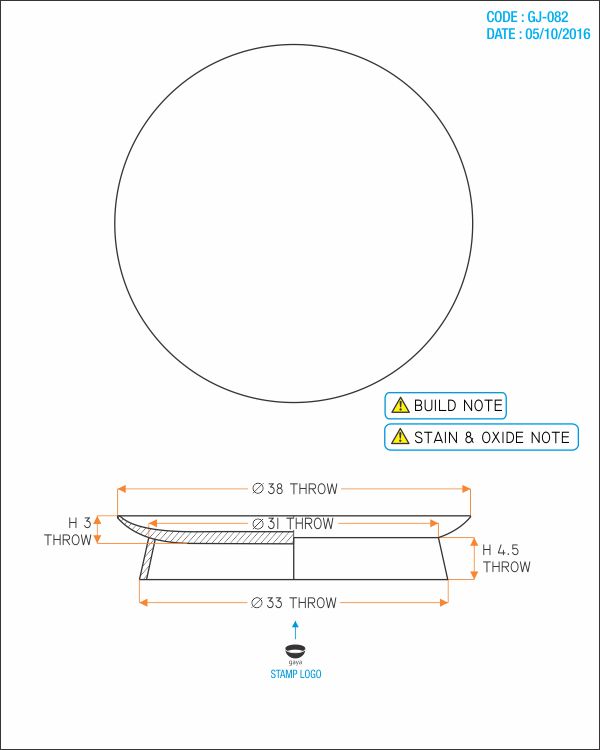 CODE : GJ-082
DATE : 05/10/2016
BUILD NOTE
STAIN & OXIDE NOTE
Ø 38 THROW
H 3
THROW
Ø 31 THROW
H 4.5
THROW
Ø 33 THROW
gaya
STAMP LOGO